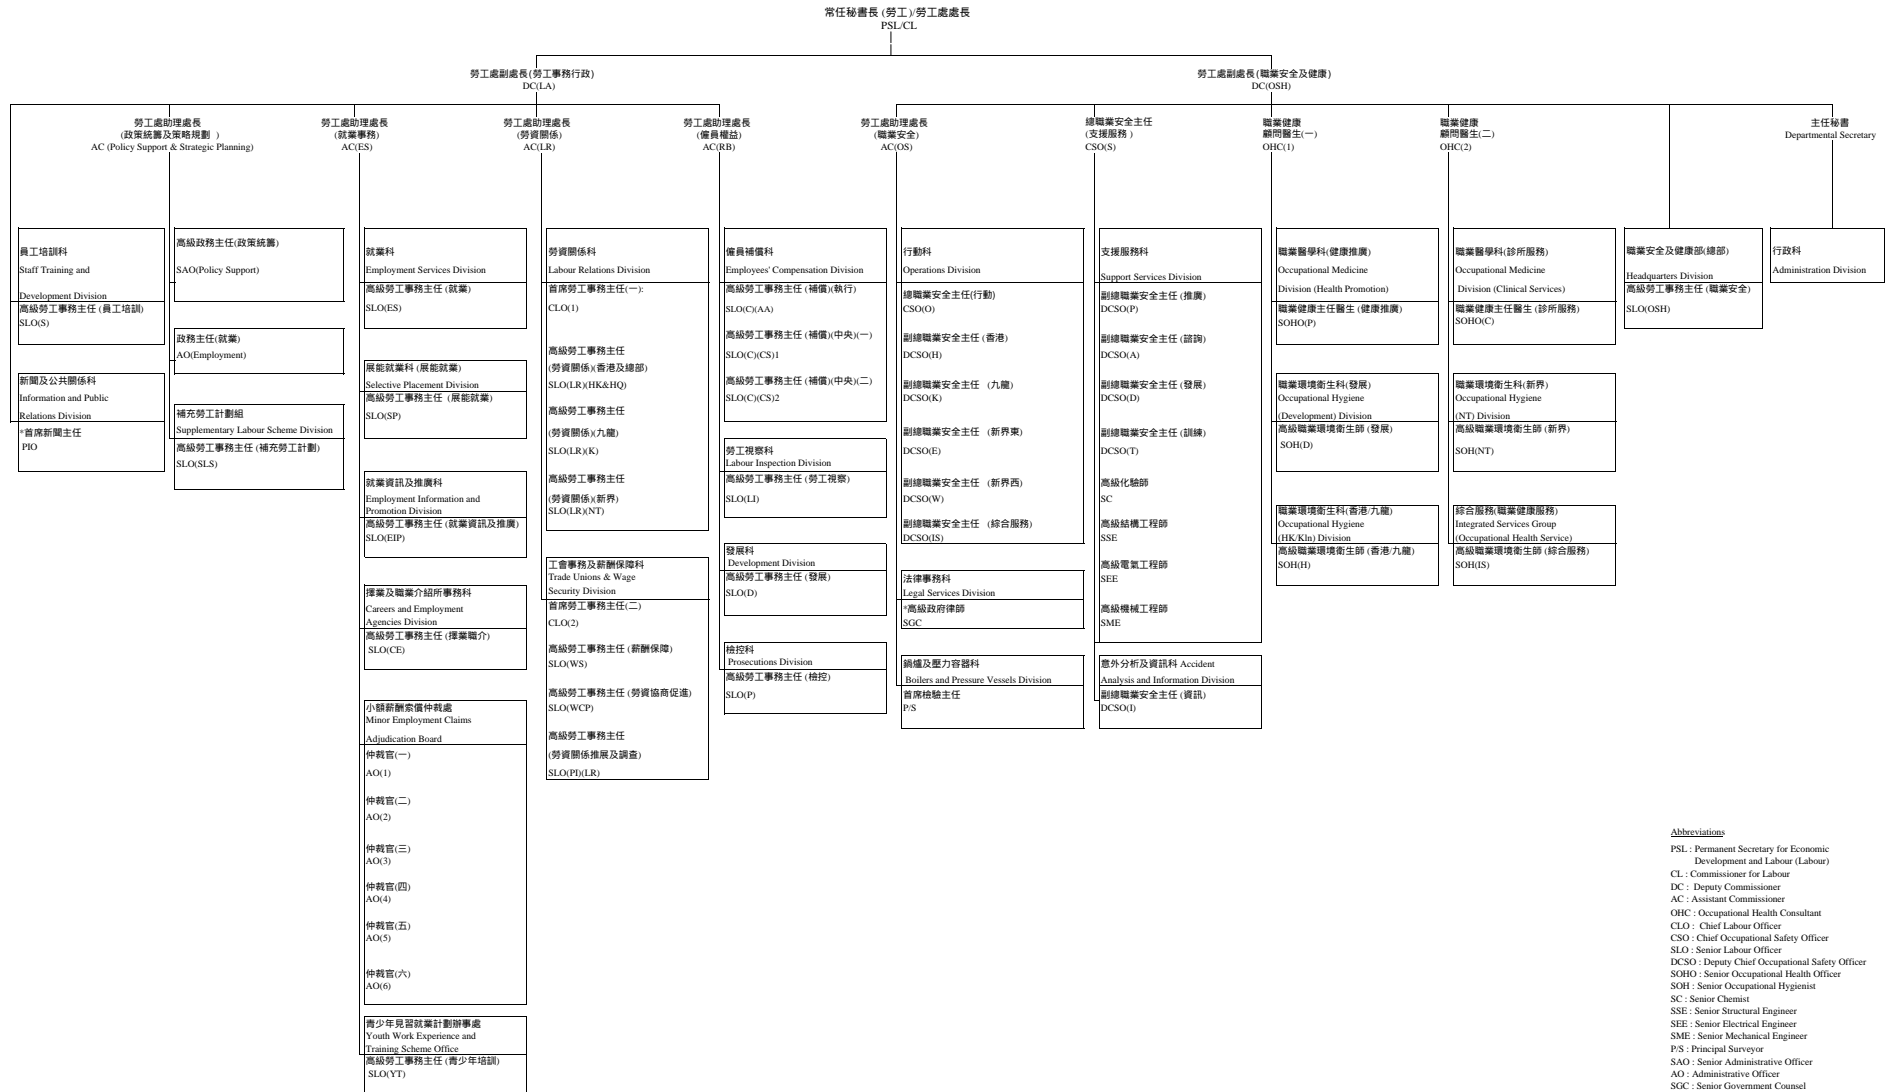 常任秘書長 (勞工)/勞工處處長
PSL/CL
勞工處副處長(勞工事務行政)
DC(LA)
勞工處副處長(職業安全及健康)
DC(OSH)
勞工處助理處長
(政策統籌及策略規劃 )
AC (Policy Support & Strategic Planning)
勞工處助理處長
(就業事務)
AC(ES)
勞工處助理處長
(勞資關係)
AC(LR)
勞工處助理處長
(僱員權益)
AC(RB)
勞工處助理處長
(職業安全)
AC(OS)
總職業安全主任
(支援服務 )
CSO(S)
職業健康
顧問醫生(一)
OHC(1)
職業健康
顧問醫生(二)
OHC(2)
主任秘書
Departmental Secretary
員工培訓科
Staff Training and
Development Division
高級勞工事務主任 (員工培訓)
SLO(S)
新聞及公共關係科
Information and Public
Relations Division
*首席新聞主任
PIO
高級政務主任(政策統籌)
SAO(Policy Support)
政務主任(就業)
AO(Employment)
補充勞工計劃組
Supplementary Labour Scheme Division
高級勞工事務主任 (補充勞工計劃)
SLO(SLS)
就業科
Employment Services Division
高級勞工事務主任 (就業)
SLO(ES)
展能就業科 (展能就業)
Selective Placement Division
高級勞工事務主任 (展能就業)
SLO(SP)
就業資訊及推廣科
Employment Information and
Promotion Division
高級勞工事務主任 (就業資訊及推廣)
SLO(EIP)
擇業及職業介紹所事務科
Careers and Employment
Agencies Division
高級勞工事務主任 (擇業職介)
SLO(CE)
小額薪酬索償仲裁處
Minor Employment Claims
Adjudication Board
仲裁官(一)
AO(1)
仲裁官(二)
AO(2)
仲裁官(三)
AO(3)
仲裁官(四)
AO(4)
仲裁官(五)
AO(5)
仲裁官(六)
AO(6)
青少年見習就業計劃辦事處
Youth Work Experience and
Training Scheme Office
高級勞工事務主任 (青少年培訓)
SLO(YT)
勞資關係科
Labour Relations Division
首席勞工事務主任(一):
CLO(1)
高級勞工事務主任
(勞資關係)(香港及總部)
SLO(LR)(HK&HQ)
高級勞工事務主任
(勞資關係)(九龍)
SLO(LR)(K)
高級勞工事務主任
(勞資關係)(新界)
SLO(LR)(NT)
工會事務及薪酬保障科
Trade Unions & Wage
Security Division
首席勞工事務主任(二)
CLO(2)
高級勞工事務主任 (薪酬保障)
SLO(WS)
高級勞工事務主任 (勞資協商促進)
SLO(WCP)
高級勞工事務主任
(勞資關係推展及調查)
SLO(PI)(LR)
僱員補償科
Employees' Compensation Division
高級勞工事務主任 (補償)(執行)
SLO(C)(AA)
高級勞工事務主任 (補償)(中央)(一)
SLO(C)(CS)1
高級勞工事務主任 (補償)(中央)(二)
SLO(C)(CS)2
勞工視察科
Labour Inspection Division
高級勞工事務主任 (勞工視察)
SLO(LI)
發展科
Development Division
高級勞工事務主任 (發展)
SLO(D)
檢控科
Prosecutions Division
高級勞工事務主任 (檢控)
SLO(P)
行動科
Operations Division
總職業安全主任(行動)
CSO(O)
副總職業安全主任 (香港)
DCSO(H)
副總職業安全主任 (九龍)
DCSO(K)
副總職業安全主任 (新界東)
DCSO(E)
副總職業安全主任 (新界西)
DCSO(W)
副總職業安全主任 (綜合服務)
DCSO(IS)
法律事務科
Legal Services Division
*高級政府律師
SGC
鍋爐及壓力容器科
Boilers and Pressure Vessels Division
首席檢驗主任
P/S
支援服務科
Support Services Division
副總職業安全主任 (推廣)
DCSO(P)
副總職業安全主任 (諮詢)
DCSO(A)
副總職業安全主任 (發展)
DCSO(D)
副總職業安全主任 (訓練)
DCSO(T)
高級化驗師
SC
高級結構工程師
SSE
高級電氣工程師
SEE
高級機械工程師
SME
意外分析及資訊科 Accident
Analysis and Information Division
副總職業安全主任 (資訊)
DCSO(I)
職業醫學科(健康推廣)
Occupational Medicine
Division (Health Promotion)
職業健康主任醫生 (健康推廣)
SOHO(P)
職業環境衛生科(發展)
Occupational Hygiene
(Development) Division
高級職業環境衛生師 (發展)
SOH(D)
職業環境衛生科(香港/九龍)
Occupational Hygiene
(HK/Kln) Division
高級職業環境衛生師 (香港/九龍)
SOH(H)
職業醫學科(診所服務)
Occupational Medicine
Division (Clinical Services)
職業健康主任醫生 (診所服務)
SOHO(C)
職業環境衛生科(新界)
Occupational Hygiene
(NT) Division
高級職業環境衛生師 (新界)
SOH(NT)
綜合服務(職業健康服務)
Integrated Services Group
(Occupational Health Service)
高級職業環境衛生師 (綜合服務)
SOH(IS)
職業安全及健康部(總部)
Headquarters Division
高級勞工事務主任 (職業安全)
SLO(OSH)
行政科
Administration Division
Abbreviations
PSL : Permanent Secretary for Economic
Development and Labour (Labour)
CL : Commissioner for Labour
DC : Deputy Commissioner
AC : Assistant Commissioner
OHC : Occupational Health Consultant
CLO : Chief Labour Officer
CSO : Chief Occupational Safety Officer
SLO : Senior Labour Officer
DCSO : Deputy Chief Occupational Safety Officer
SOHO : Senior Occupational Health Officer
SOH : Senior Occupational Hygienist
SC : Senior Chemist
SSE : Senior Structural Engineer
SEE : Senior Electrical Engineer
SME : Senior Mechanical Engineer
P/S : Principal Surveyor
SAO : Senior Administrative Officer
AO : Administrative Officer
SGC : Senior Government Counsel